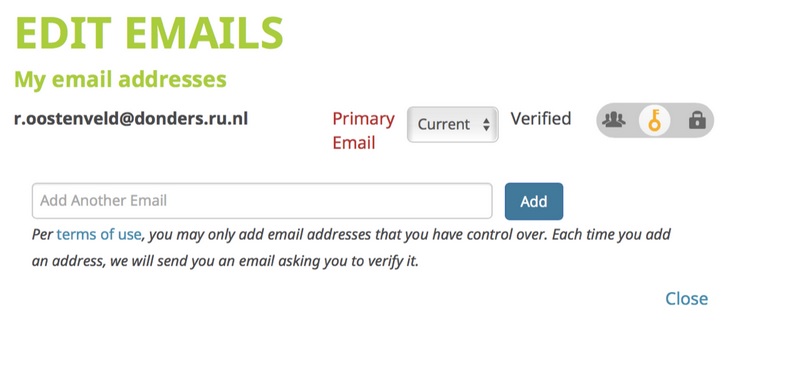 EDIT EMAILS
My email addresses
r.oostenveld@donders.ru.nl Primary Email Current Verified
Add Another Email Add
Per terms of use, you may only add email addresses that you have control over. Each time you add
an address, we will send you an email asking you to verify it.
Close